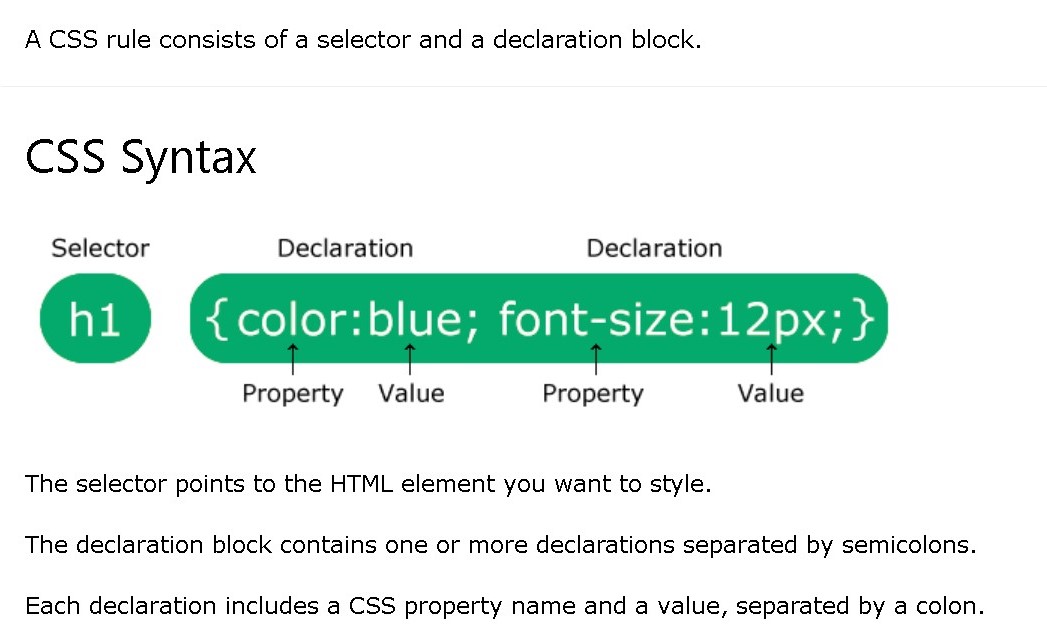 A CSS rule consists of a selector and a declaration block.
CSS Syntax
Selector Declaration Declaration
h1 {color:blue; font-size:12px;}
Property Value Property Value
The selector points to the HTML element you want to style.
The declaration block contains one or more declarations separated by semicolons.
Each declaration includes a CSS property name and a value, separated by a colon.